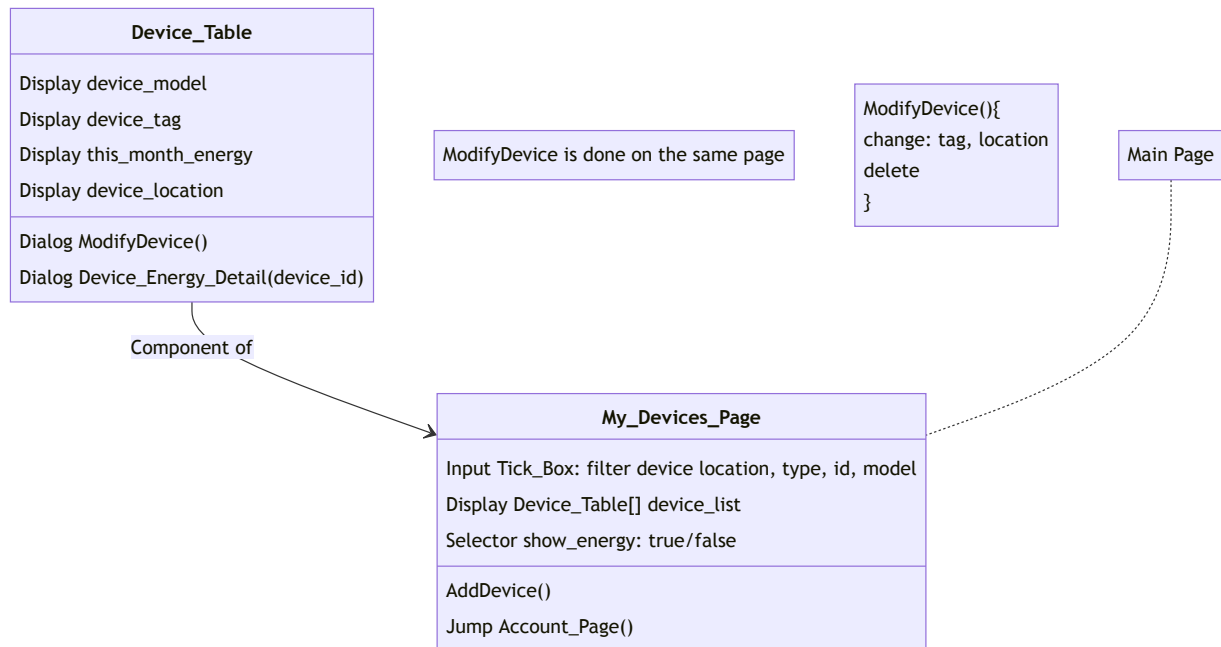 Device_Table
Display device_model
Display device_tag
Display this_month_energy
Display device_location
Dialog ModifyDevice()
Dialog Device_Energy_Detail(device_id)
ModifyDevice is done on the same page
ModifyDevice(){
change: tag, location
delete
}
Main Page
Component of
My_Devices_Page
Input Tick_Box: filter device location, type, id, model
Display Device_Table[] device_list
Selector show_energy: true/false
AddDevice()
Jump Account_Page()